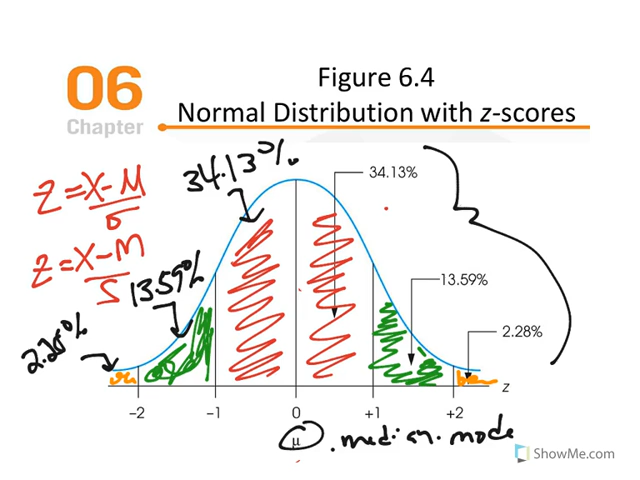 06
Chapter
Figure 6.4
Normal Distribution with z-scores
34.13%
34.13%
Z=X-M
σ
Z=X-M
S
13.59%
13.59%
2.28%
2.28%
-2 -1 0 +1 +2 z
μ . median. mode
ShowMe.com